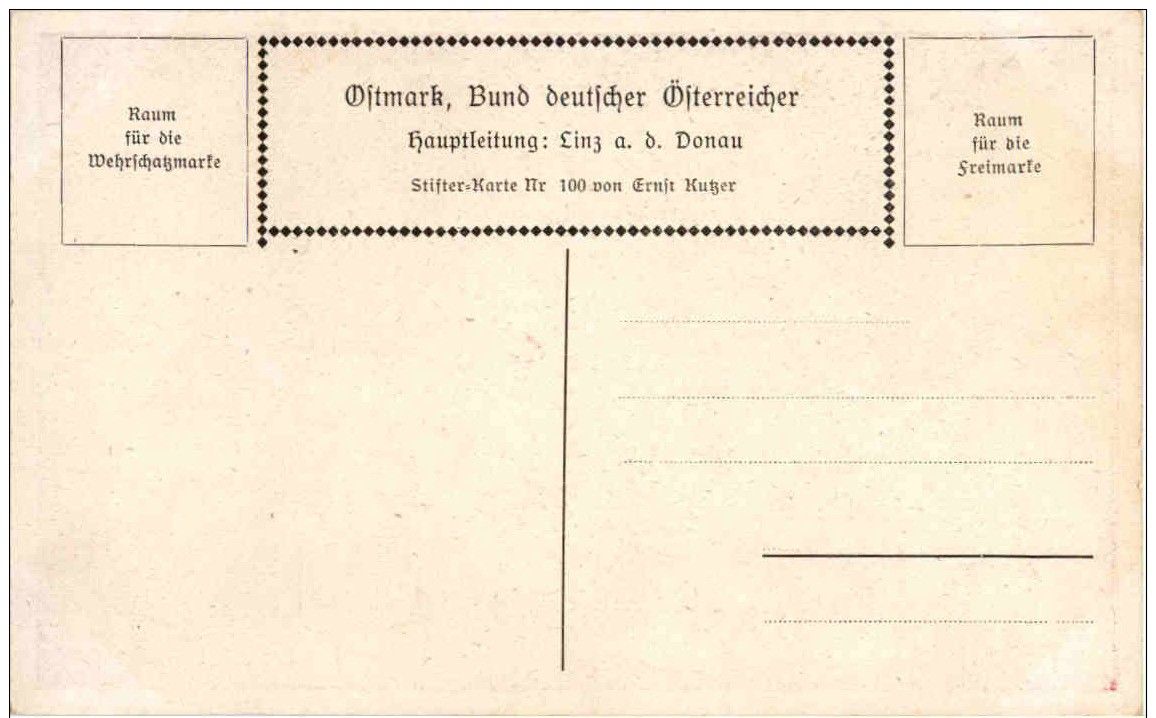 Raum
für die
Wehrschatzmarke
Ostmark, Bund deutscher Österreicher
Hauptleitung: Linz a. d. Donau
Stifter-Karte Nr 100 von Ernst Kutzer
Raum
für die
Freimarke